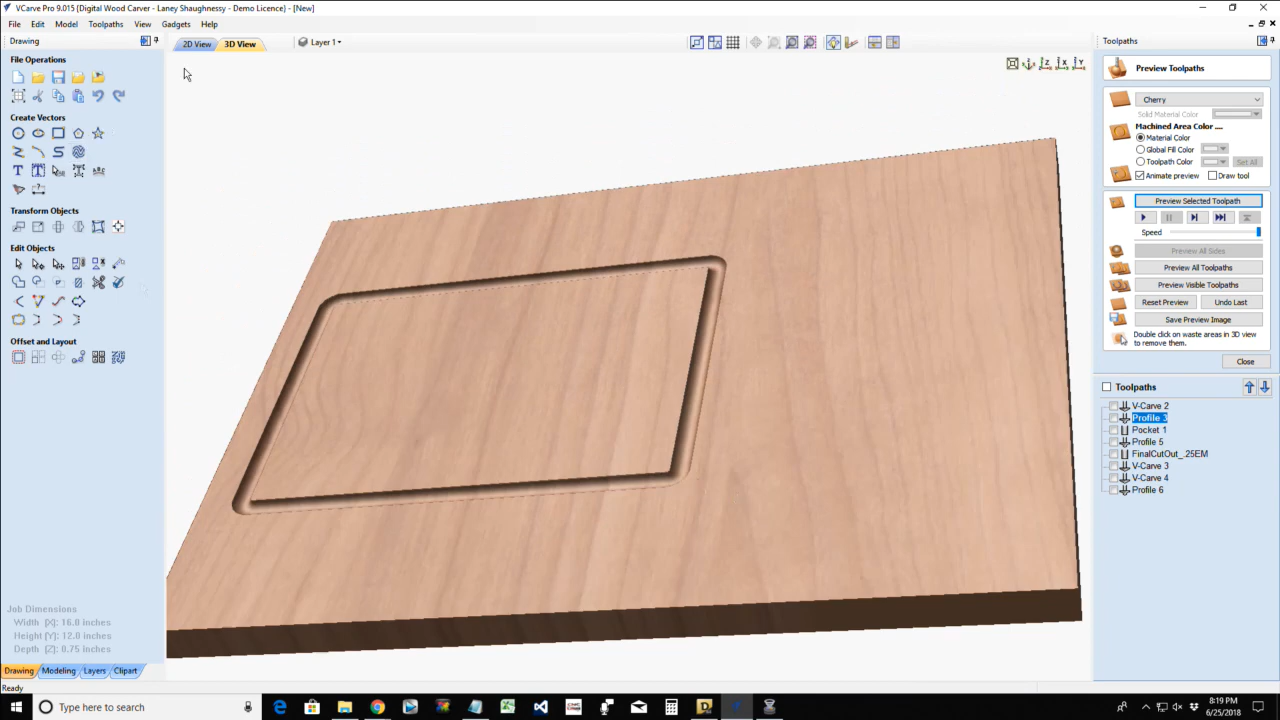 VCarve Pro 9.015 {Digital Wood Carver - Laney Shaughnessy - Demo Licence} - [New]
File Edit Model Toolpaths View Gadgets Help
Drawing
2D View 3D View Layer 1
Toolpaths
File Operations
Create Vectors
Transform Objects
Edit Objects
Offset and Layout
Job Dimensions
Width (X): 16.0 inches
Height (Y): 12.0 inches
Depth (Z): 0.75 inches
Drawing Modeling Layers Clipart
Ready
Preview Toolpaths
Cherry
Solid Material Color
Machined Area Color ....
Material Color
Global Fill Color
Toolpath Color Set All
Animate preview Draw tool
Preview Selected Toolpath
Speed
Preview All Sides
Preview All Toolpaths
Preview Visible Toolpaths
Reset Preview Undo Last
Save Preview Image
Double click on waste areas in 3D view
to remove them.
Close
Toolpaths
V-Carve 2
Profile 3
Pocket 1
Profile 5
FinalCutOut_.25EM
V-Carve 3
V-Carve 4
Profile 6
Type here to search
8:19 PM
6/25/2018